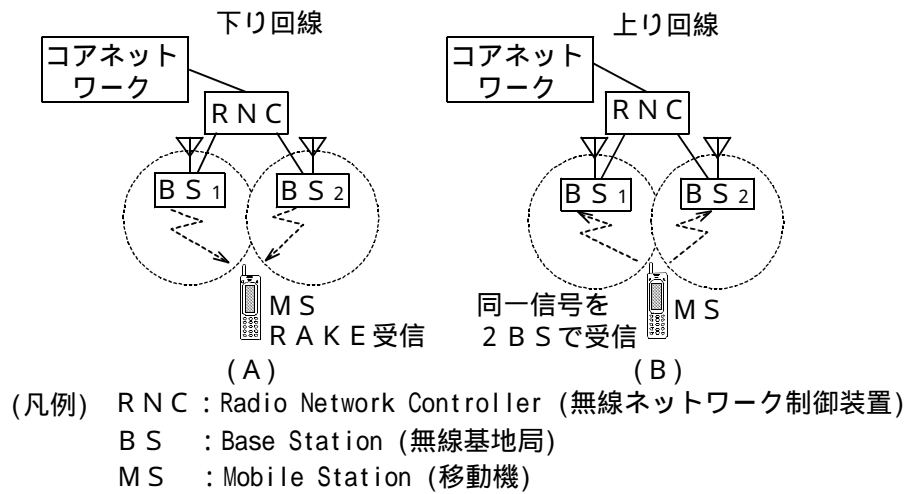 下り回線
コアネット
ワーク
ＲＮＣ
ＢＳ1
ＢＳ2
ＭＳ
ＲＡＫＥ受信
(Ａ)
上り回線
コアネット
ワーク
ＲＮＣ
ＢＳ1
ＢＳ2
同一信号を
２ＢＳで受信
ＭＳ
(Ｂ)
(凡例) ＲＮＣ：Radio Network Controller (無線ネットワーク制御装置)
ＢＳ ：Base Station (無線基地局)
ＭＳ ：Mobile Station (移動機)